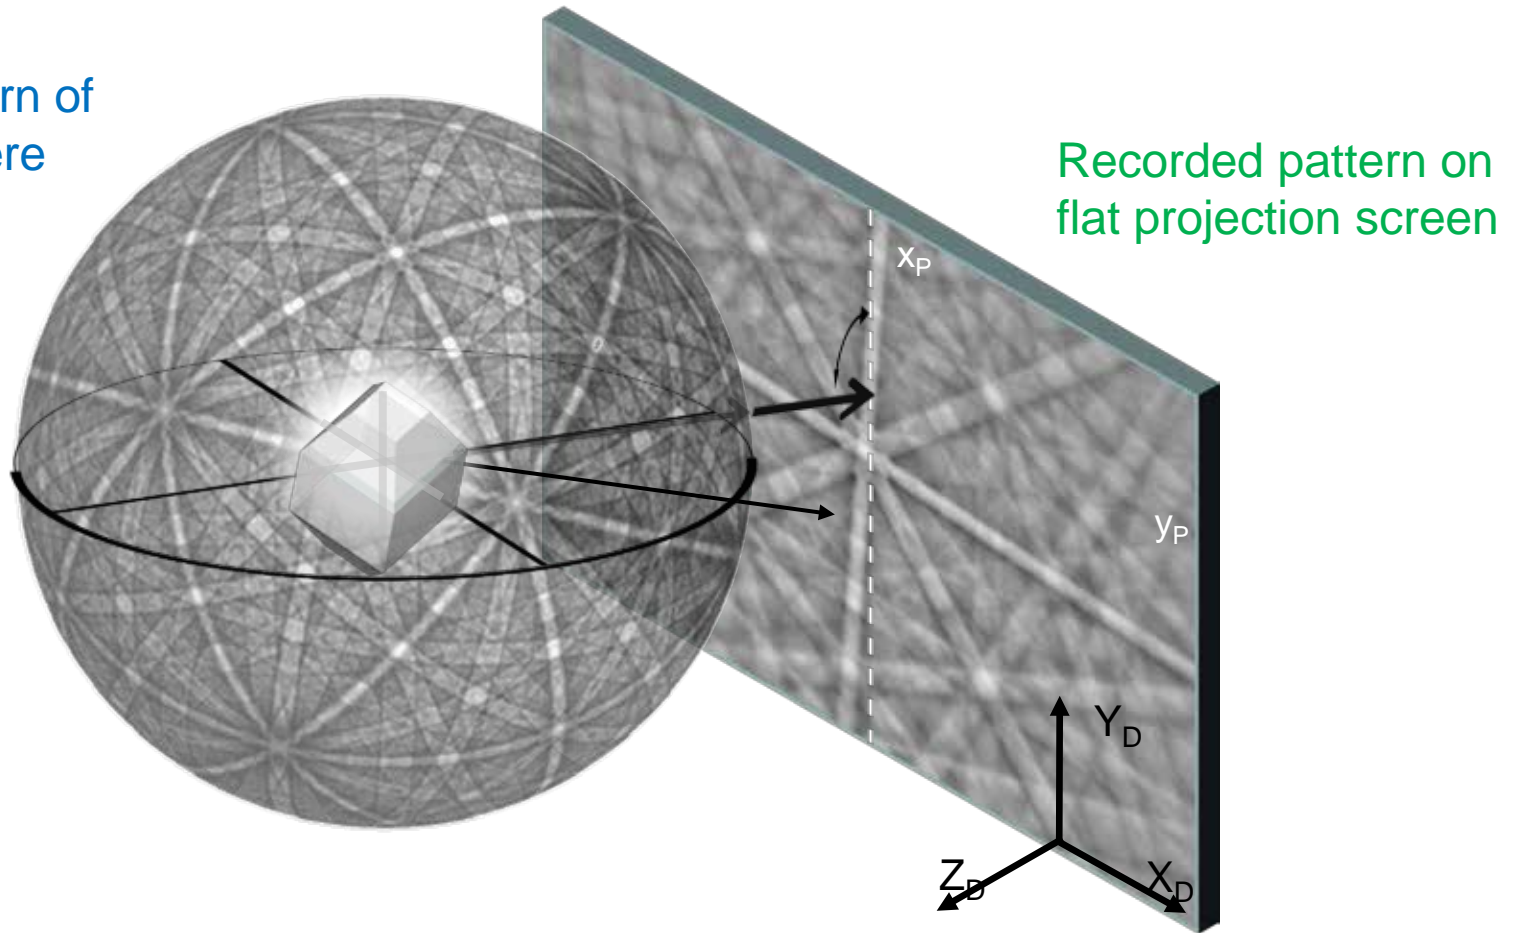 rn of
ere
Recorded pattern on
flat projection screen
xP
yP
YD
ZD
XD